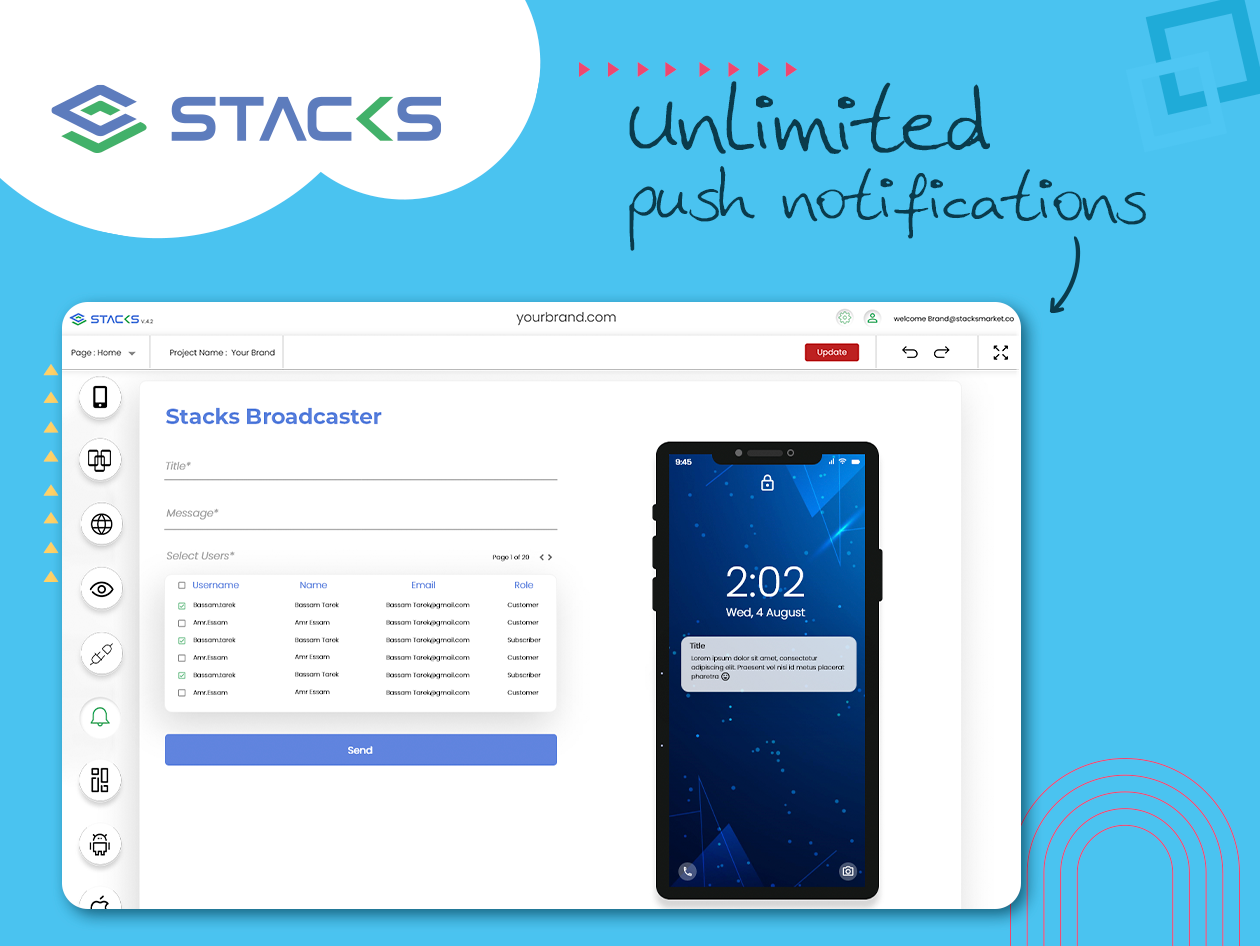 STACKS
Unlimited
push notifications
STACKS V.4.2
yourbrand.com
welcome Brand@stacksmarket.co
Page : Home
Project Name : Your Brand
Update
Stacks Broadcaster
Title*
Message*
Select Users*
Page 1 of 20 < >
Username Name Email Role
Bassam.tarek Bassam Tarek Bassam Tarek@gmail.com Customer
Amr.Essam Amr Essam Bassam Tarek@gmail.com Customer
Bassam.tarek Bassam Tarek Bassam Tarek@gmail.com Subscriber
Amr.Essam Amr Essam Bassam Tarek@gmail.com Customer
Bassam.tarek Bassam Tarek Bassam Tarek@gmail.com Subscriber
Amr.Essam Amr Essam Bassam Tarek@gmail.com Customer
Send
9:45
2:02
Wed, 4 August
Title
Lorem ipsum dolor sit amet, consectetur
adipiscing elit. Praesent vel nisi id metus placerat
pharetra